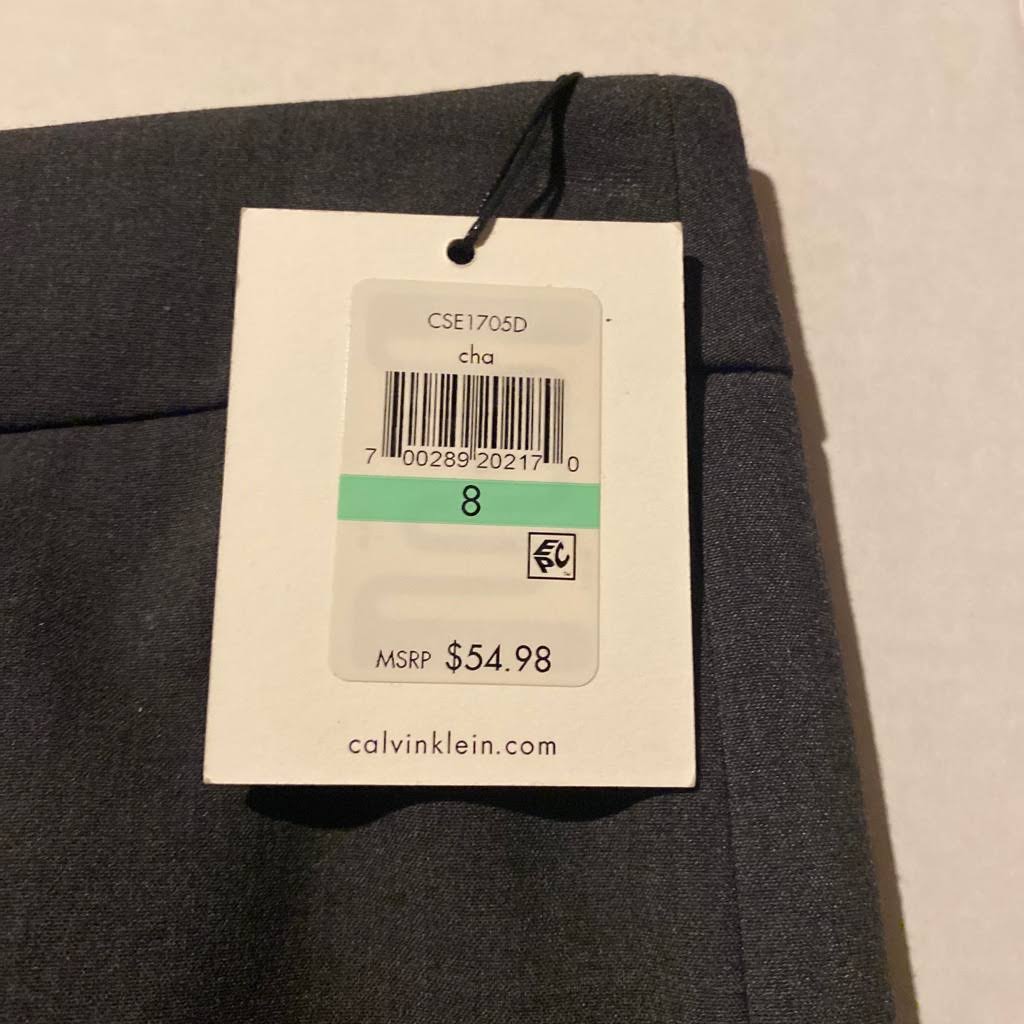 CSE1705D
cha
7 00289 20217 0
8
EPC
MSRP $54.98
calvinklein.com